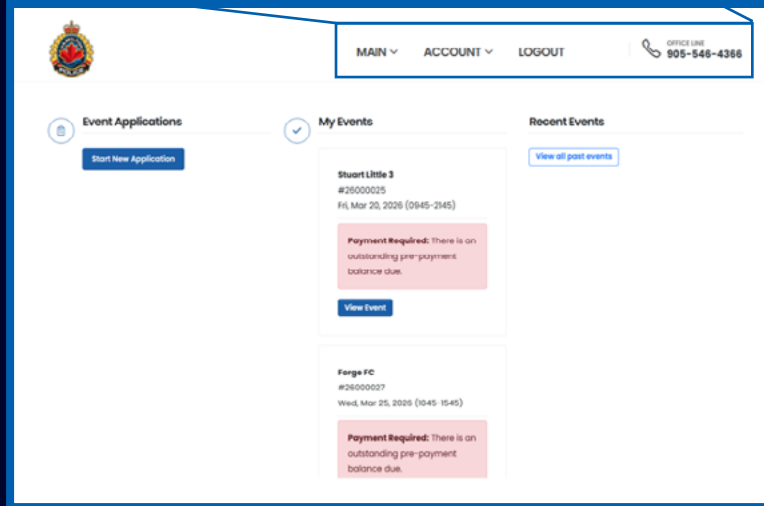 MAIN
ACCOUNT
LOGOUT
OFFICE LINE
905-546-4366
POLICE
Event Applications
Start New Application
My Events
Stuart Little 3
#26000025
Fri, Mar 20, 2026 (0945-2145)
Payment Required: There is an
outstanding pre-payment
balance due.
View Event
Forge FC
#26000027
Wed, Mar 25, 2026 (1045-1545)
Payment Required: There is an
outstanding pre-payment
balance due.
Recent Events
View all past events